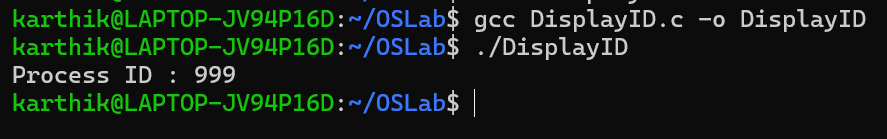 karthik@LAPTOP-JV94P16D:~/OSLab$ gcc DisplayID.c -o DisplayID
karthik@LAPTOP-JV94P16D:~/OSLab$ ./DisplayID
Process ID : 999
karthik@LAPTOP-JV94P16D:~/OSLab$